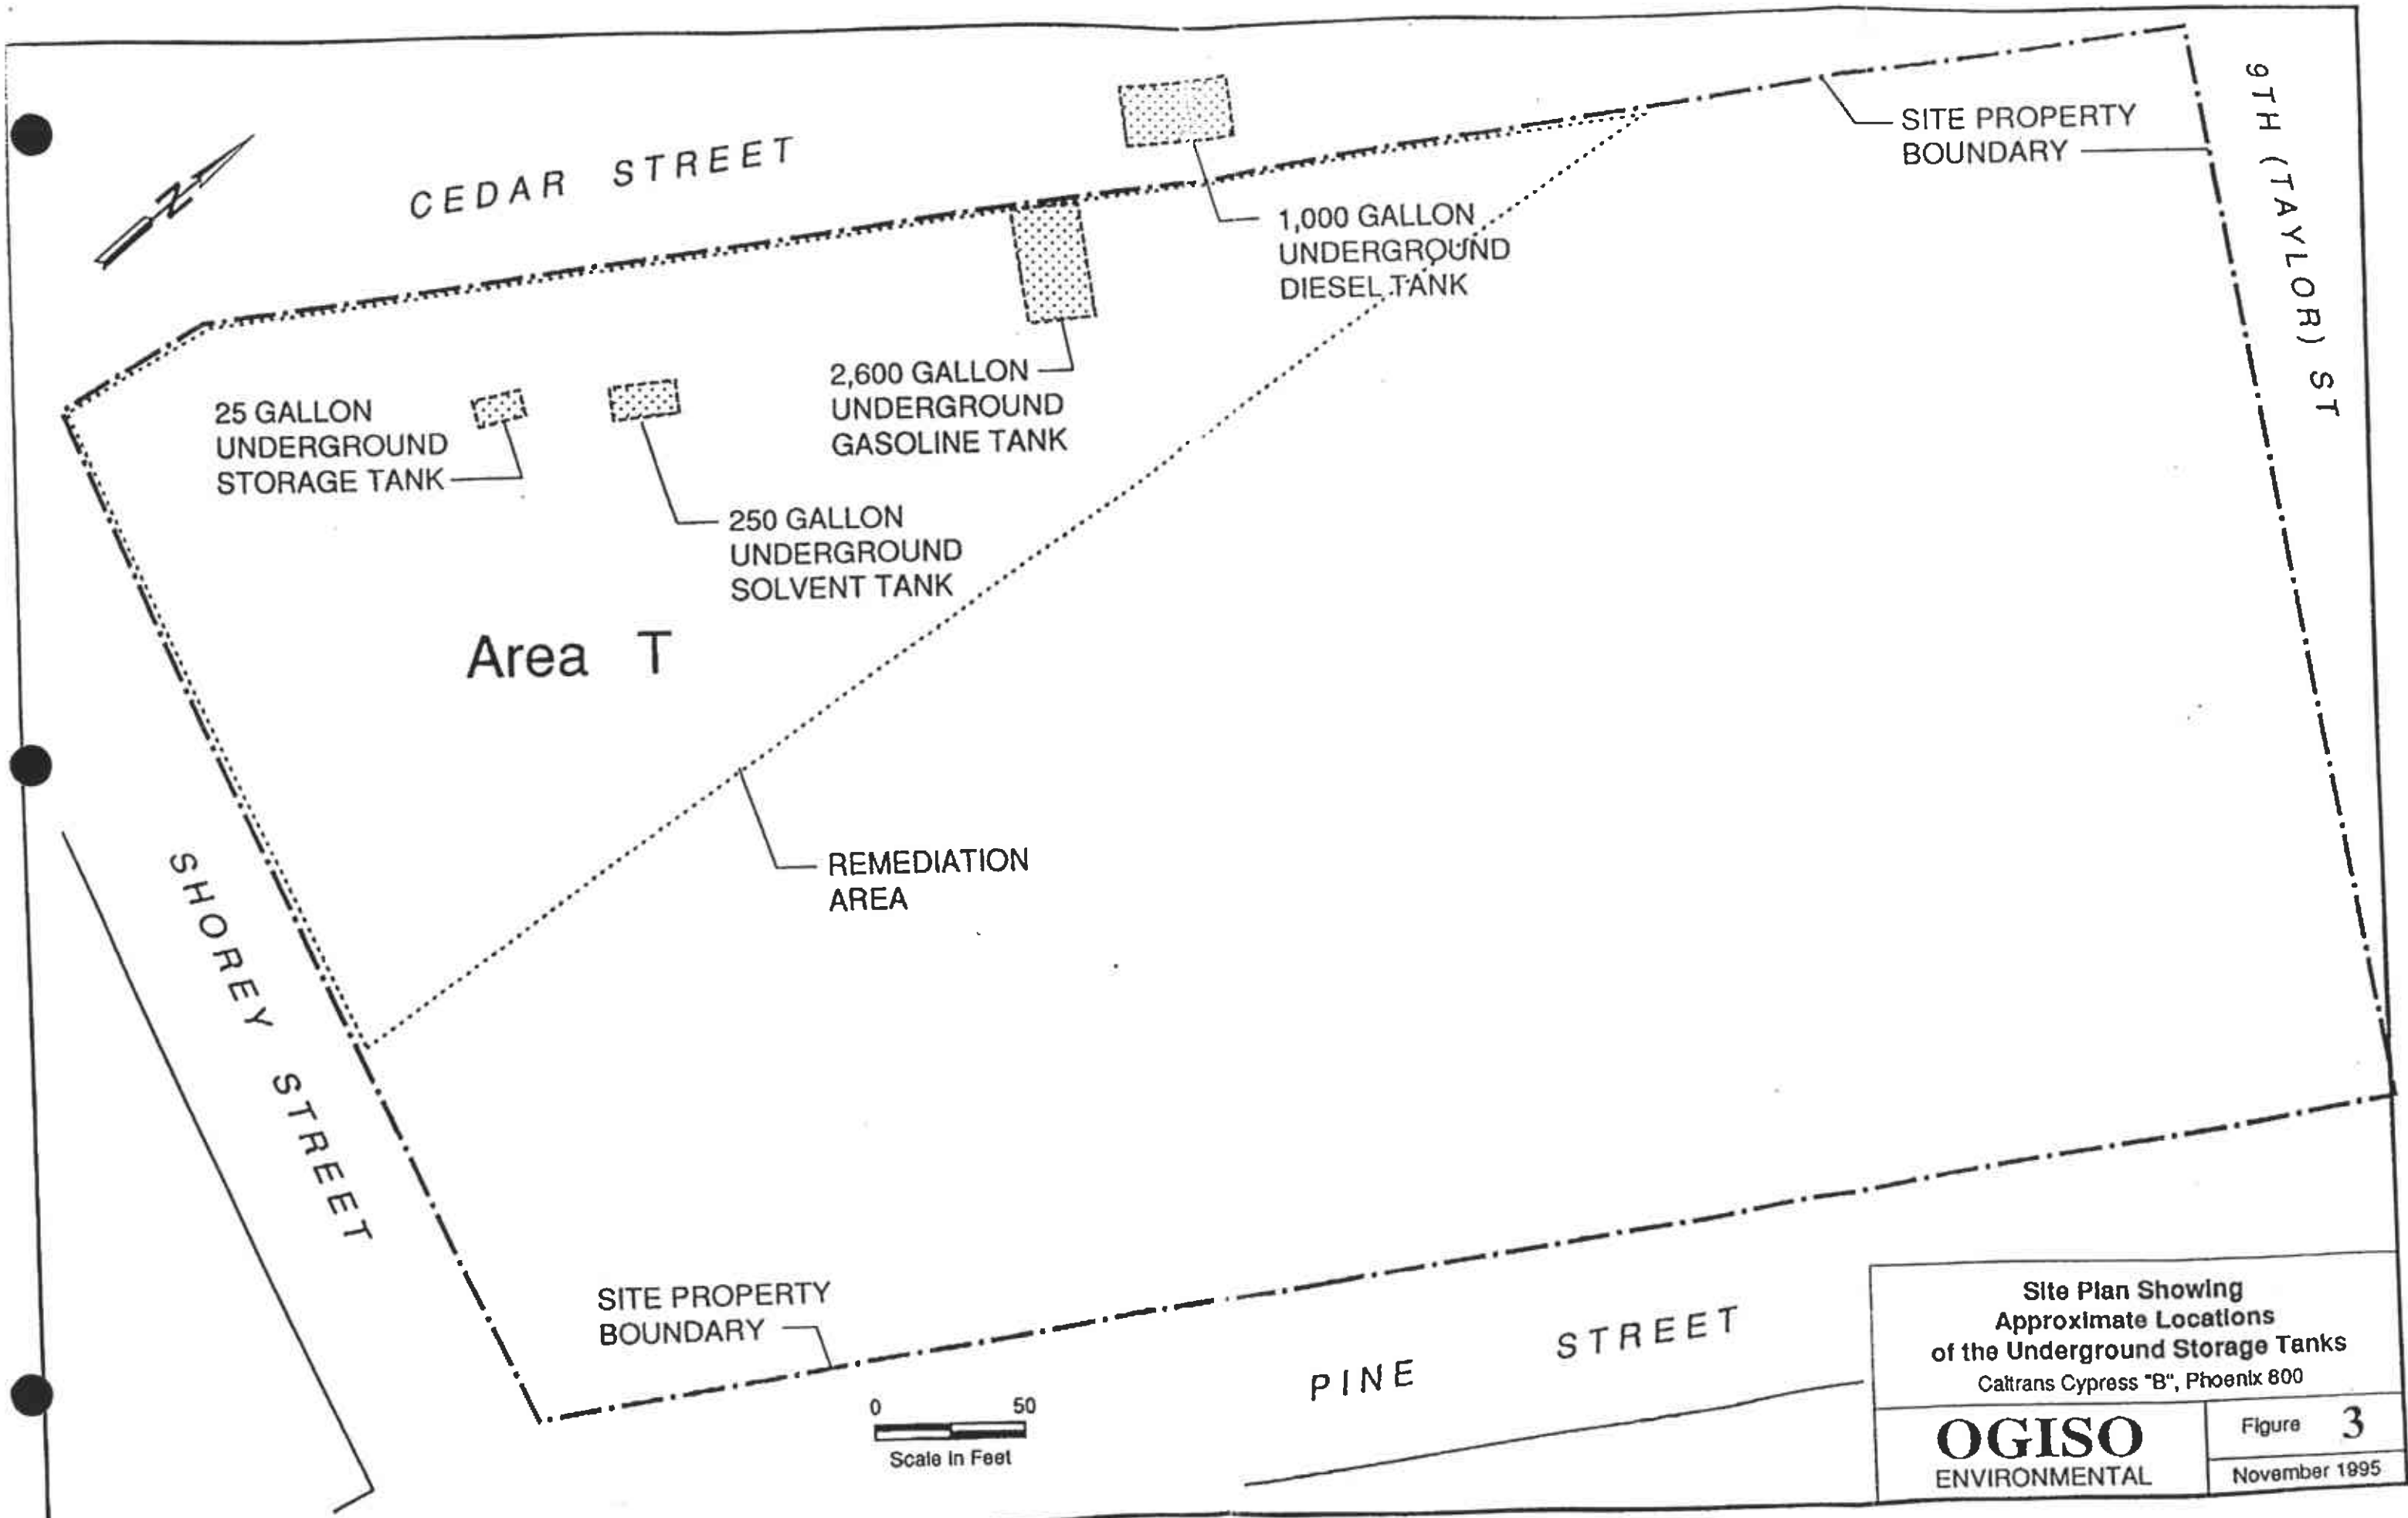 CEDAR STREET
N
SITE PROPERTY
BOUNDARY
9TH (TAYLOR) ST
1,000 GALLON
UNDERGROUND
DIESEL TANK
2,600 GALLON
UNDERGROUND
GASOLINE TANK
25 GALLON
UNDERGROUND
STORAGE TANK
250 GALLON
UNDERGROUND
SOLVENT TANK
Area T
REMEDIATION
AREA
SHOREY STREET
SITE PROPERTY
BOUNDARY
PINE STREET
0 50
Scale in Feet
Site Plan Showing
Approximate Locations
of the Underground Storage Tanks
Caltrans Cypress "B", Phoenix 800
OGISO
ENVIRONMENTAL
Figure 3
November 1995